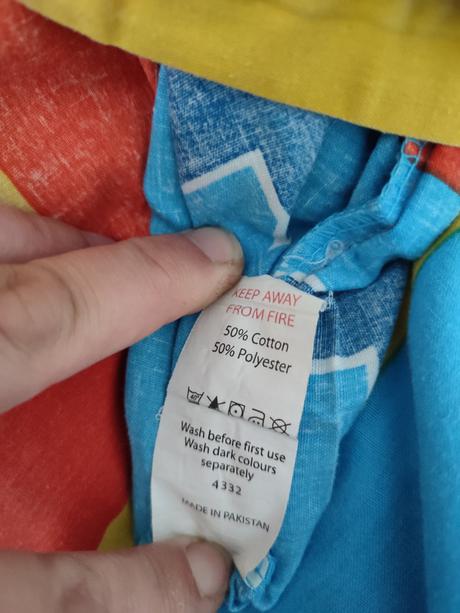 KEEP AWAY
FROM FIRE
50% Cotton
50% Polyester
40
Wash before first use
Wash dark colours
separately
4332
MADE IN PAKISTAN